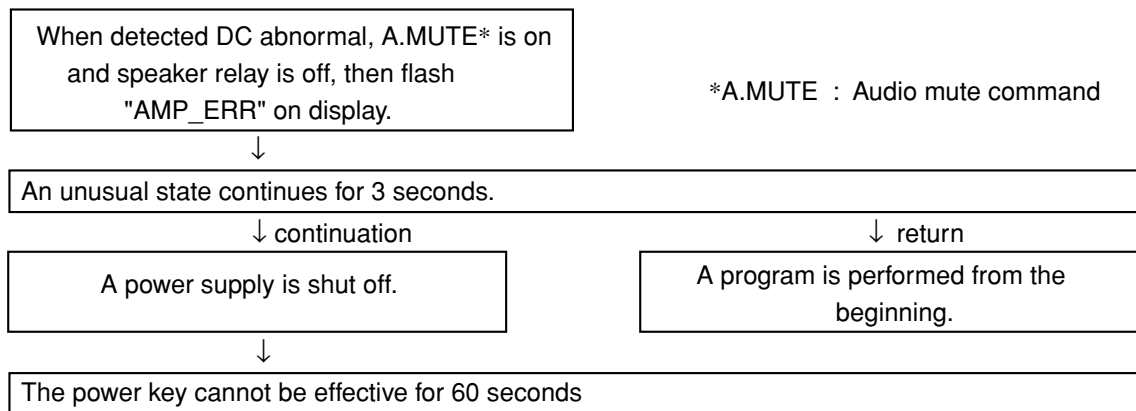 When detected DC abnormal, A.MUTE* is on
and speaker relay is off, then flash
"AMP_ERR" on display.
*A.MUTE : Audio mute command
↓
An unusual state continues for 3 seconds.
↓ continuation
↓ return
A power supply is shut off.
A program is performed from the
beginning.
↓
The power key cannot be effective for 60 seconds